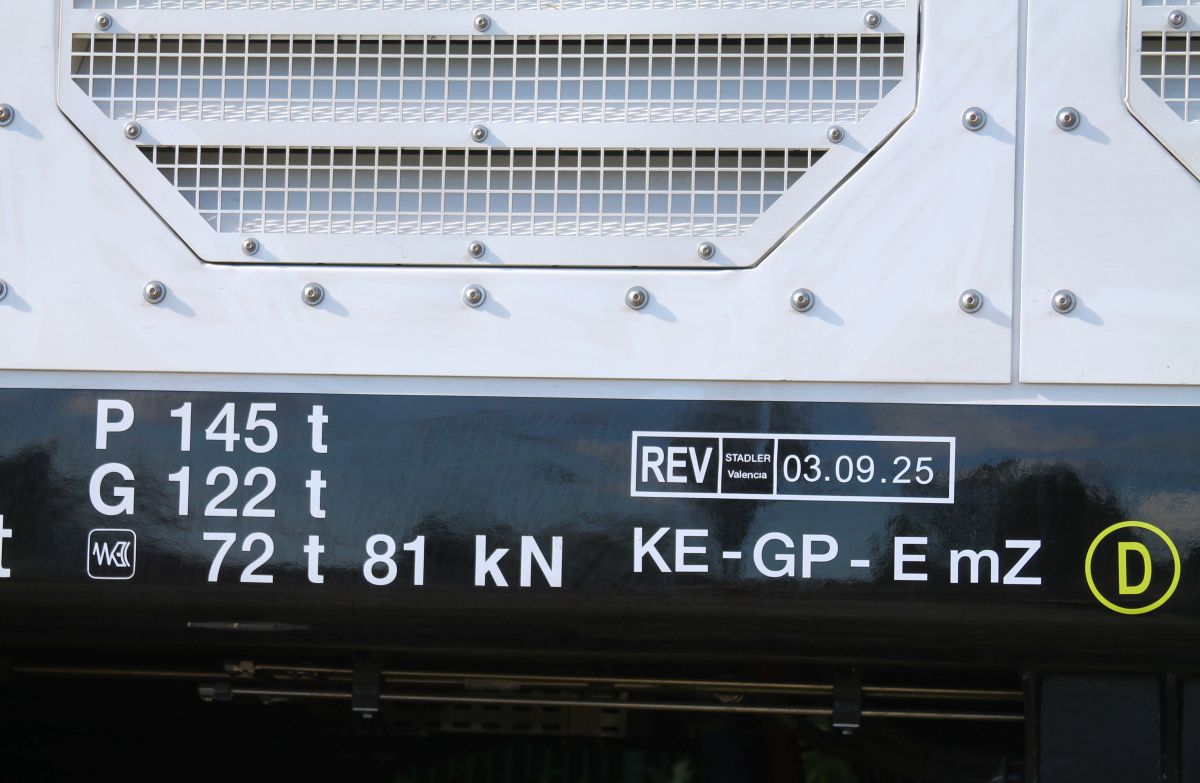 P 145 t
G 122 t
t
72 t 81 kN
REV STADLER Valencia 03.09.25
KE-GP-E mZ
D